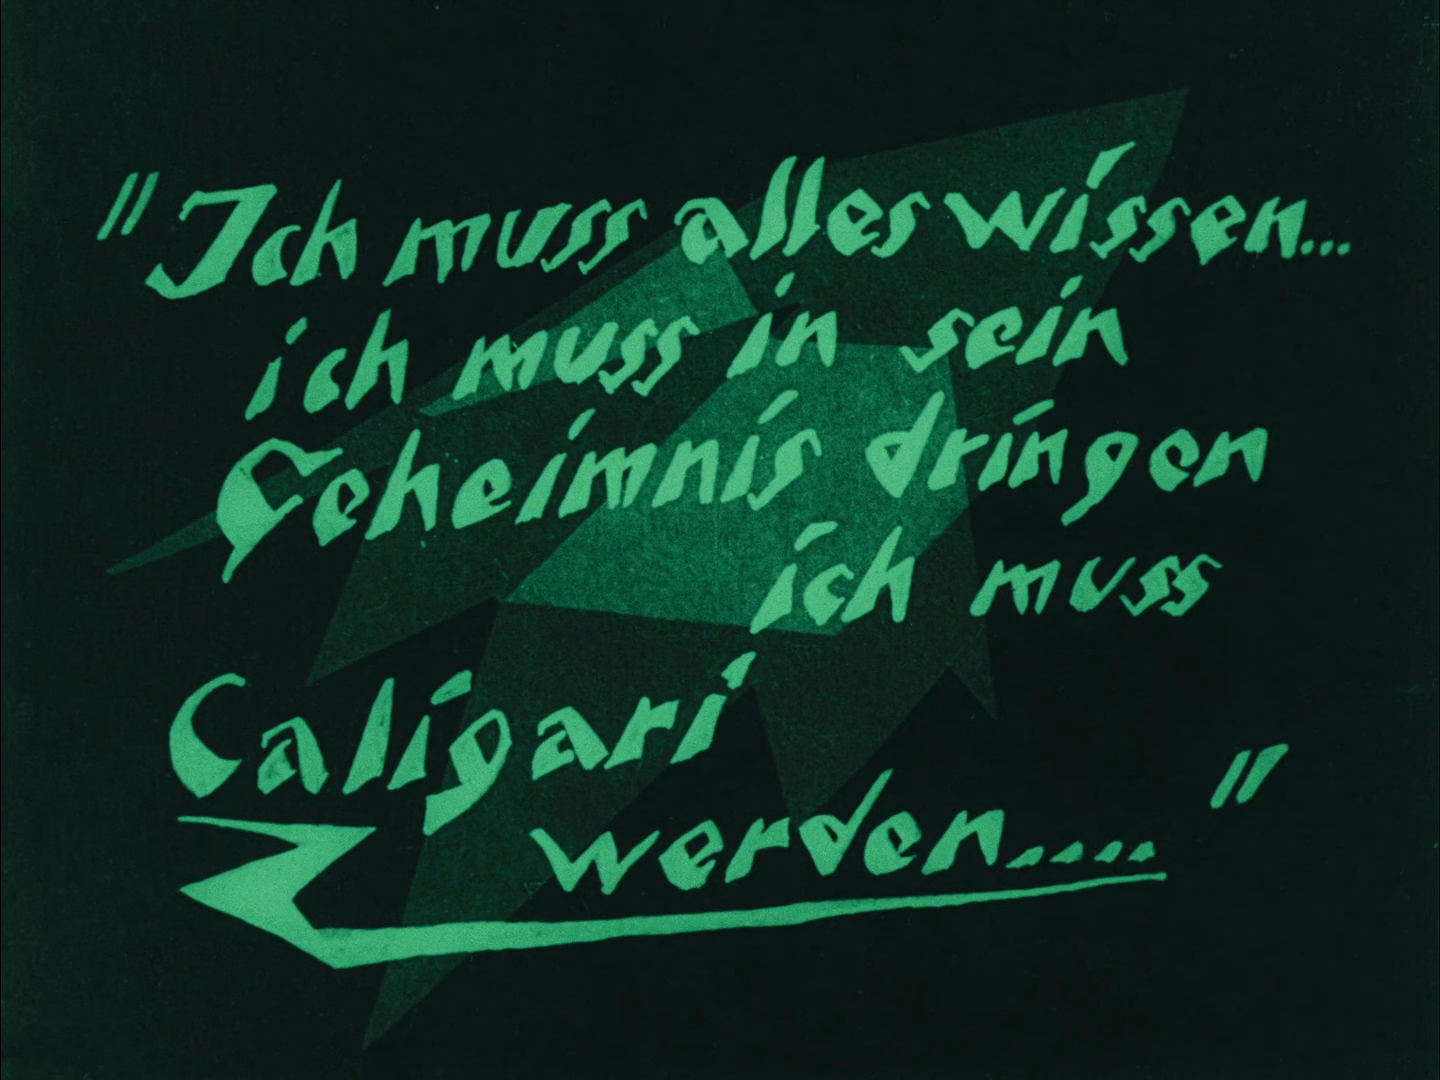 "Ich muss alles wissen...
ich muss in sein
Geheimnis dringen
ich muss
Caligari
werden...."